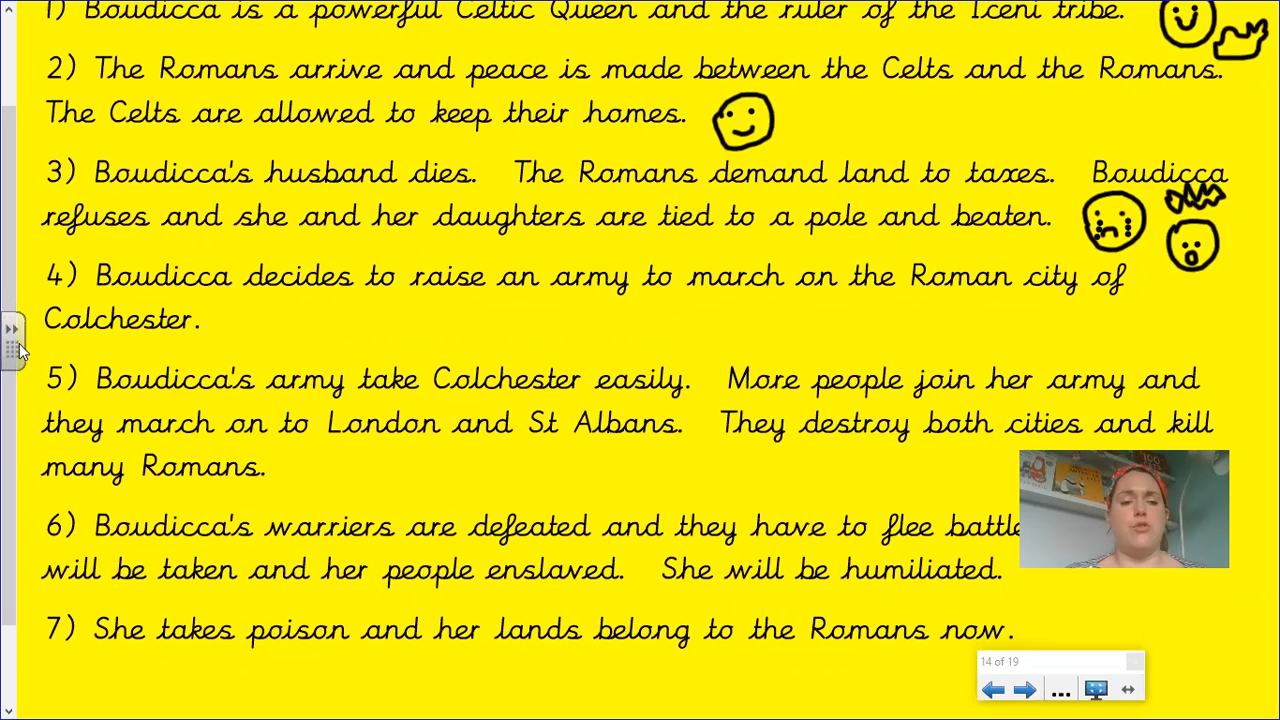 1) Boudicca is a powerful Celtic Queen and the ruler of the Iceni tribe.
2) The Romans arrive and peace is made between the Celts and the Romans.
The Celts are allowed to keep their homes.
3) Boudicca's husband dies. The Romans demand land to taxes. Boudicca
refuses and she and her daughters are tied to a pole and beaten.
4) Boudicca decides to raise an army to march on the Roman city of
Colchester.
5) Boudicca's army take Colchester easily. More people join her army and
they march on to London and St Albans. They destroy both cities and kill
many Romans.
6) Boudicca's warriers are defeated and they have to flee battle
will be taken and her people enslaved. She will be humiliated.
7) She takes poison and her lands belong to the Romans now.
14 of 19